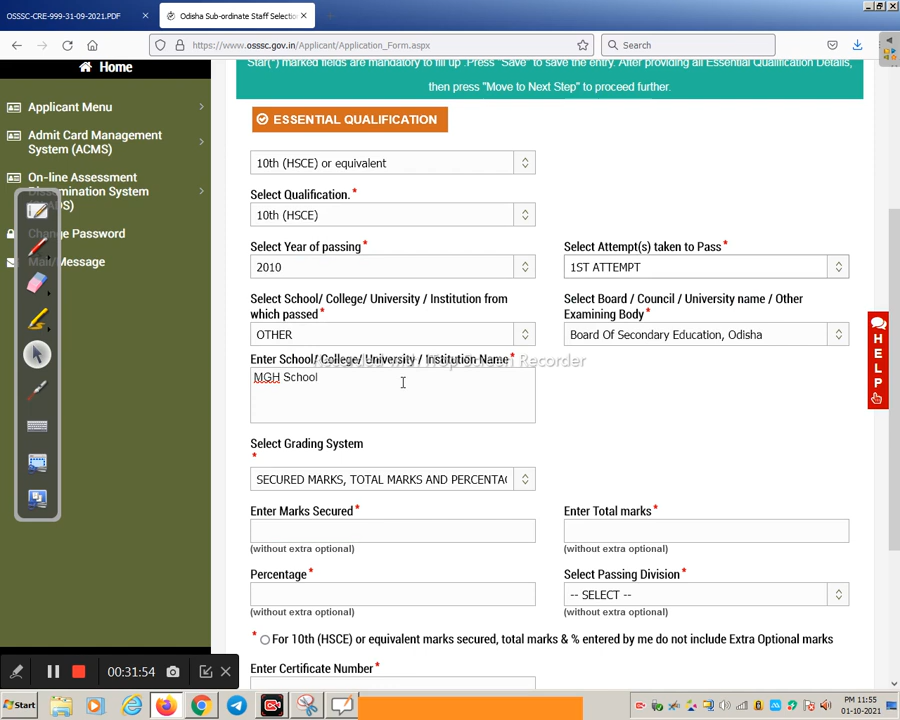 OSSSC-CRE-999-31-09-2021.PDF
Odisha Sub-ordinate Staff Selectio
https://www.osssc.gov.in/Applicant/Application_Form.aspx
Search
Home
Applicant Menu
Admit Card Management
System (ACMS)
On-line Assessment
Change Password
Mail/Message
Star(*) marked fields are mandatory to fill up .Press "Save" to save the entry. After providing all Essential Qualification Details,
then press "Move to Next Step" to proceed further.
ESSENTIAL QUALIFICATION
10th (HSCE) or equivalent
Select Qualification.*
10th (HSCE)
Select Year of passing*
Select Attempt(s) taken to Pass*
2010
1ST ATTEMPT
Select School/ College/ University / Institution from
which passed*
Select Board / Council / University name / Other
Examining Body*
OTHER
Board Of Secondary Education, Odisha
Enter School/College/ University / Institution Name*
Recorded with iTop Screen Recorder
MGH School
Select Grading System
*
SECURED MARKS, TOTAL MARKS AND PERCENTAG
Enter Marks Secured*
Enter Total marks*
(without extra optional)
(without extra optional)
Percentage*
Select Passing Division*
-- SELECT --
(without extra optional)
(without extra optional)
* For 10th (HSCE) or equivalent marks secured, total marks & % entered by me do not include Extra Optional marks
Enter Certificate Number*
HELP
00:31:54
Start
PM 11:55
01-10-2021